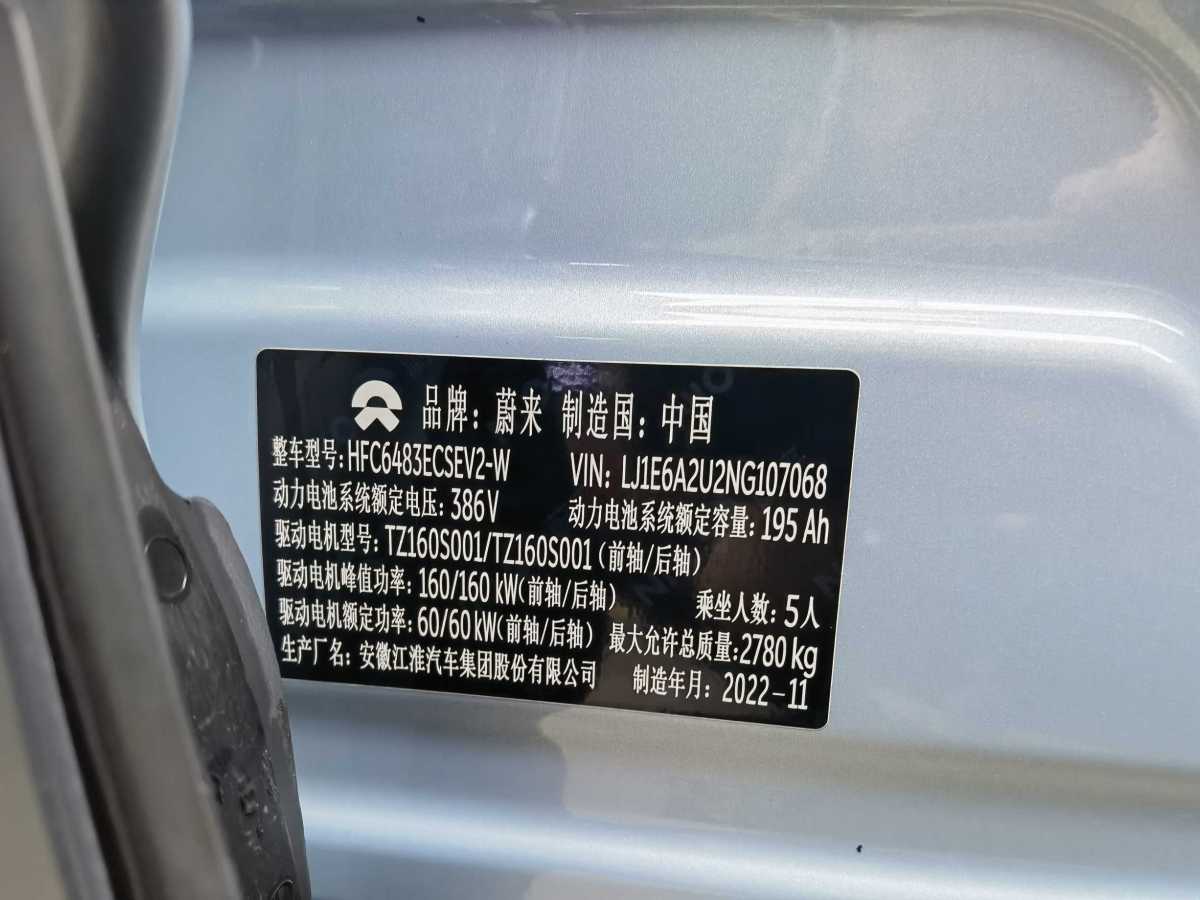 品牌：蔚来 制造国：中国
整车型号：HFC6483ECSEV2-W VIN：LJ1E6A2U2NG107068
动力电池系统额定电压：386V 动力电池系统额定容量：195 Ah
驱动电机型号：TZ160S001/TZ160S001（前轴/后轴）
驱动电机峰值功率：160/160 kW（前轴/后轴） 乘坐人数：5人
驱动电机额定功率：60/60 kW（前轴/后轴） 最大允许总质量：2780 kg
生产厂名：安徽江淮汽车集团股份有限公司 制造年月：2022-11